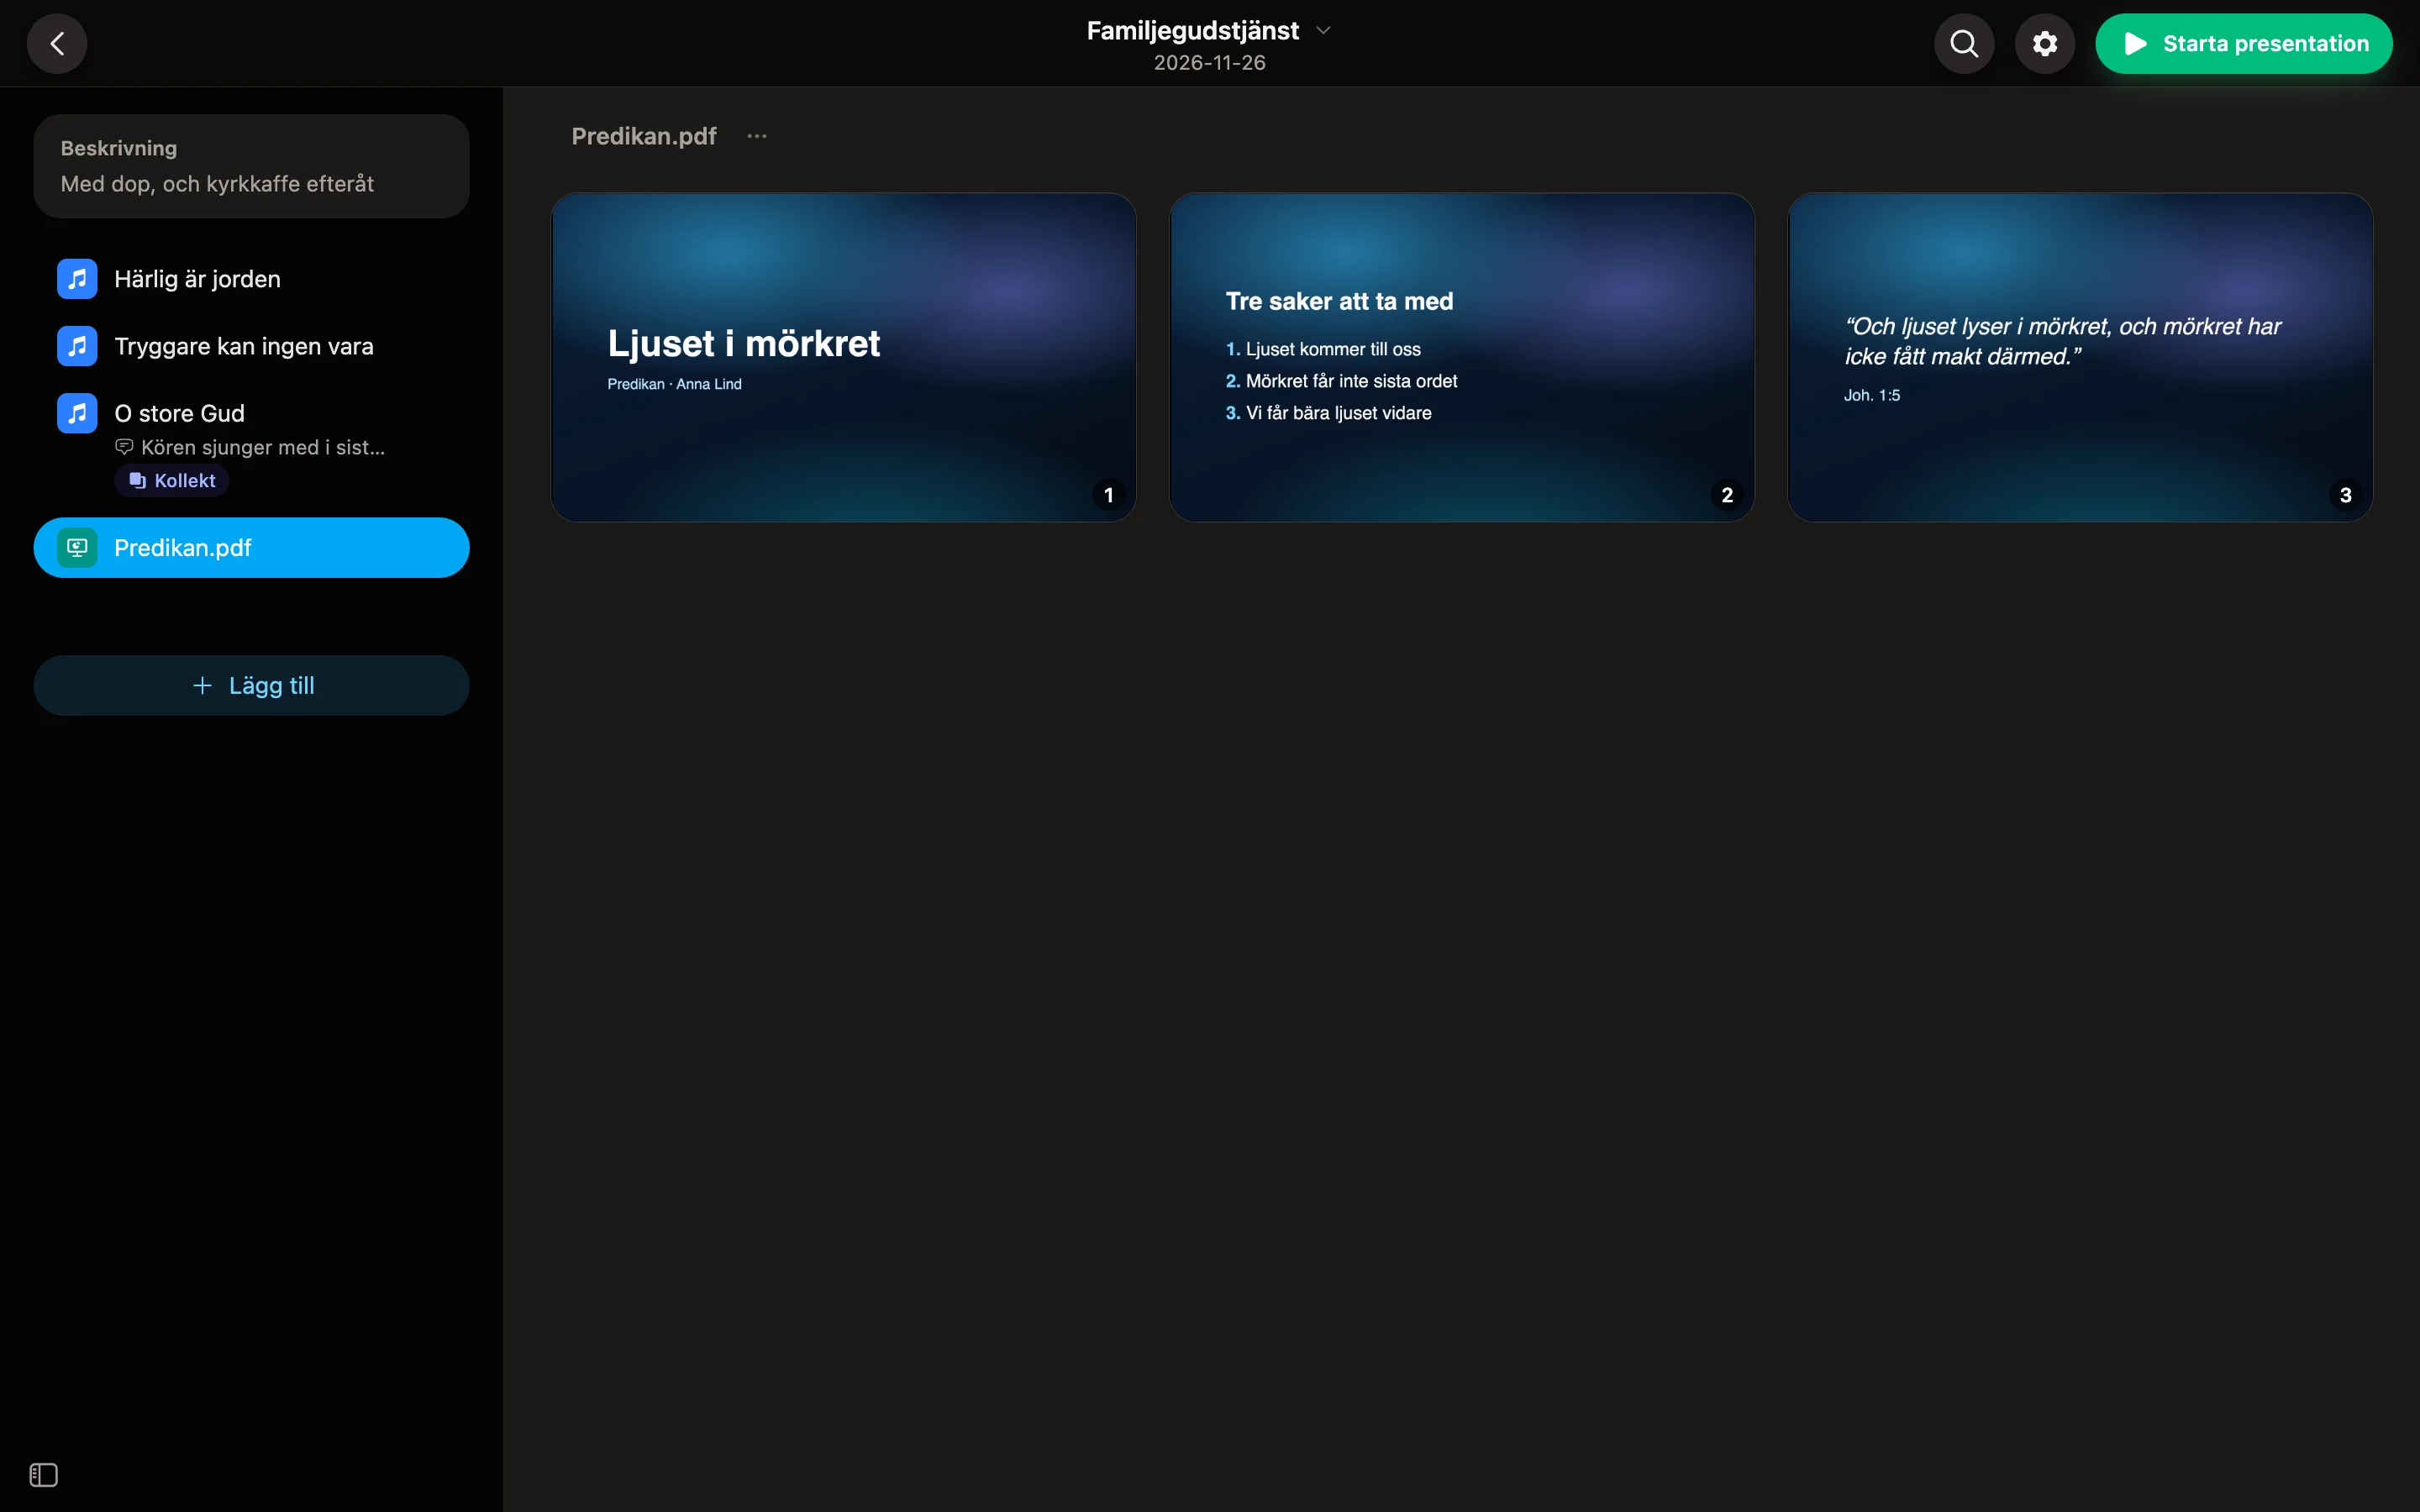 Familjegudstjänst
2026-11-26
Starta presentation
Beskrivning
Med dop, och kyrkkaffe efteråt
Härlig är jorden
Tryggare kan ingen vara
O store Gud
Kören sjunger med i sist...
Kollekt
Predikan.pdf
Lägg till
Predikan.pdf
Ljuset i mörkret
Predikan · Anna Lind
1
Tre saker att ta med
1. Ljuset kommer till oss
2. Mörkret får inte sista ordet
3. Vi får bära ljuset vidare
2
“Och ljuset lyser i mörkret, och mörkret har
icke fått makt därmed.”
Joh. 1:5
3